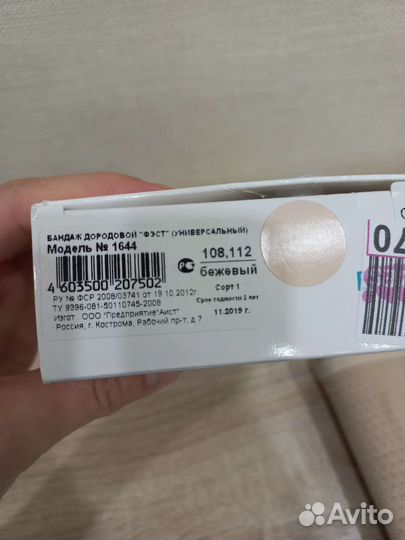 БАНДАЖ ДОРОДОВОЙ "ФЭСТ" (УНИВЕРСАЛЬНЫЙ)
Модель № 1644
108,112
бежевый
4 603500 207502
РСТ
Сорт 1
Срок годности 5 лет
11.2019 г.
РУ № ФСР 2008/03741 от 19.10.2012г.
ТУ 9396-081-50110745-2008
Изгот. ООО "Предприятие"Аист"
Россия, г. Кострома, Рабочий пр-т, д.7
70
Avito